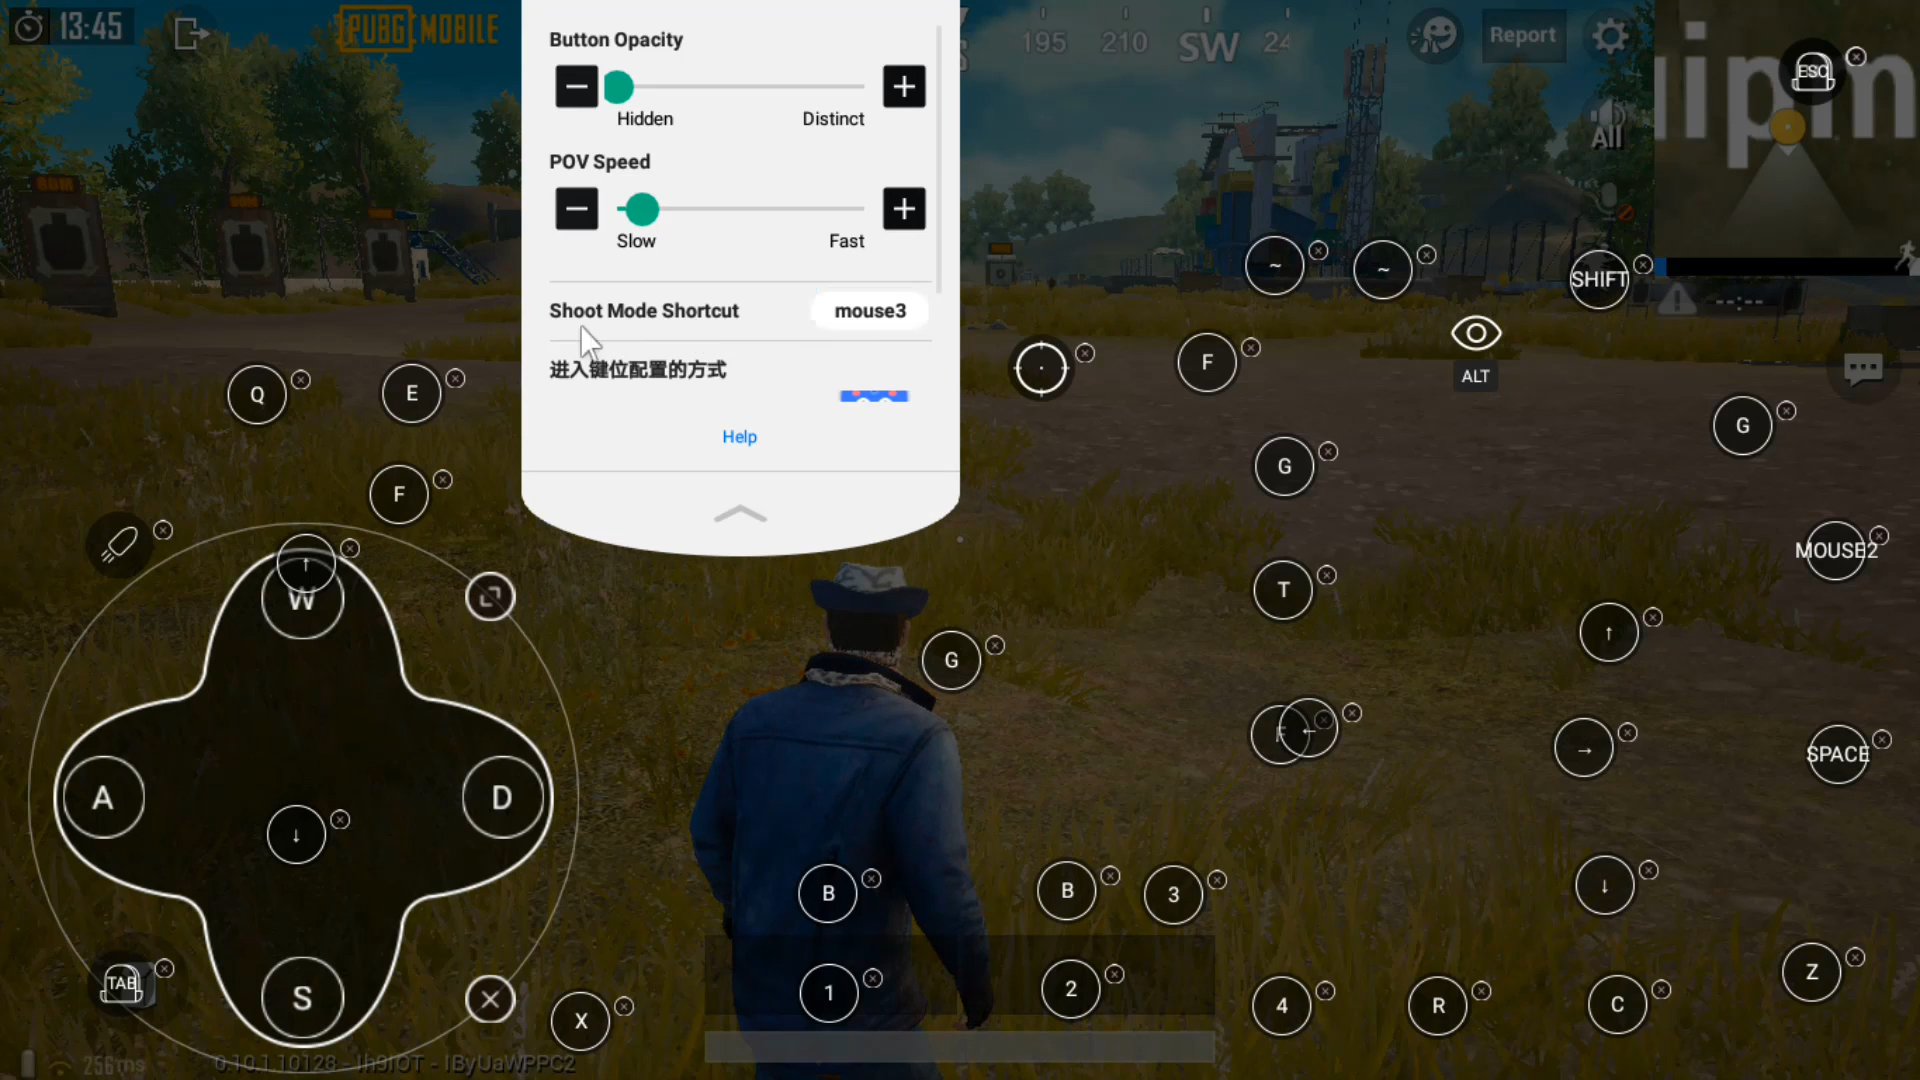 13:45
PUBG MOBILE
Button Opacity
Hidden
Distinct
POV Speed
Slow
Fast
Shoot Mode Shortcut
mouse3
进入键位配置的方式
Help
195
210
SW
24
Report
All
ESC
~
~
SHIFT
ALT
F
G
G
Q
E
F
MOUSE2
T
↑
W
↑
G
F
←
→
SPACE
A
D
↓
B
B
3
↓
TAB
S
X
1
2
4
R
C
Z
256ms